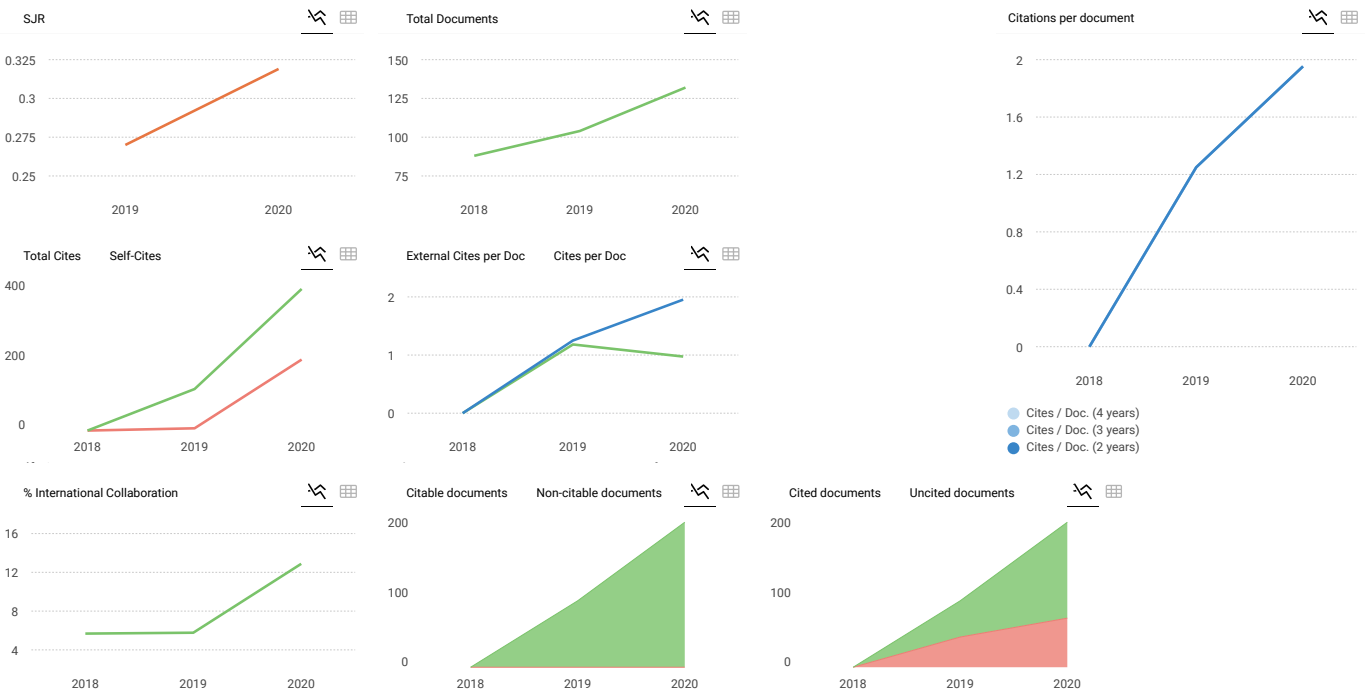 SJR
0.325
0.3
0.275
0.25
2019 2020
Total Documents
150
125
100
75
2018 2019 2020
Citations per document
2
1.6
1.2
0.8
0.4
0
2018 2019 2020
Cites / Doc. (4 years)
Cites / Doc. (3 years)
Cites / Doc. (2 years)
Total Cites Self-Cites
400
200
0
2018 2019 2020
External Cites per Doc Cites per Doc
2
1
0
2018 2019 2020
% International Collaboration
16
12
8
4
2018 2019 2020
Citable documents Non-citable documents
200
100
0
2018 2019 2020
Cited documents Uncited documents
200
100
0
2018 2019 2020